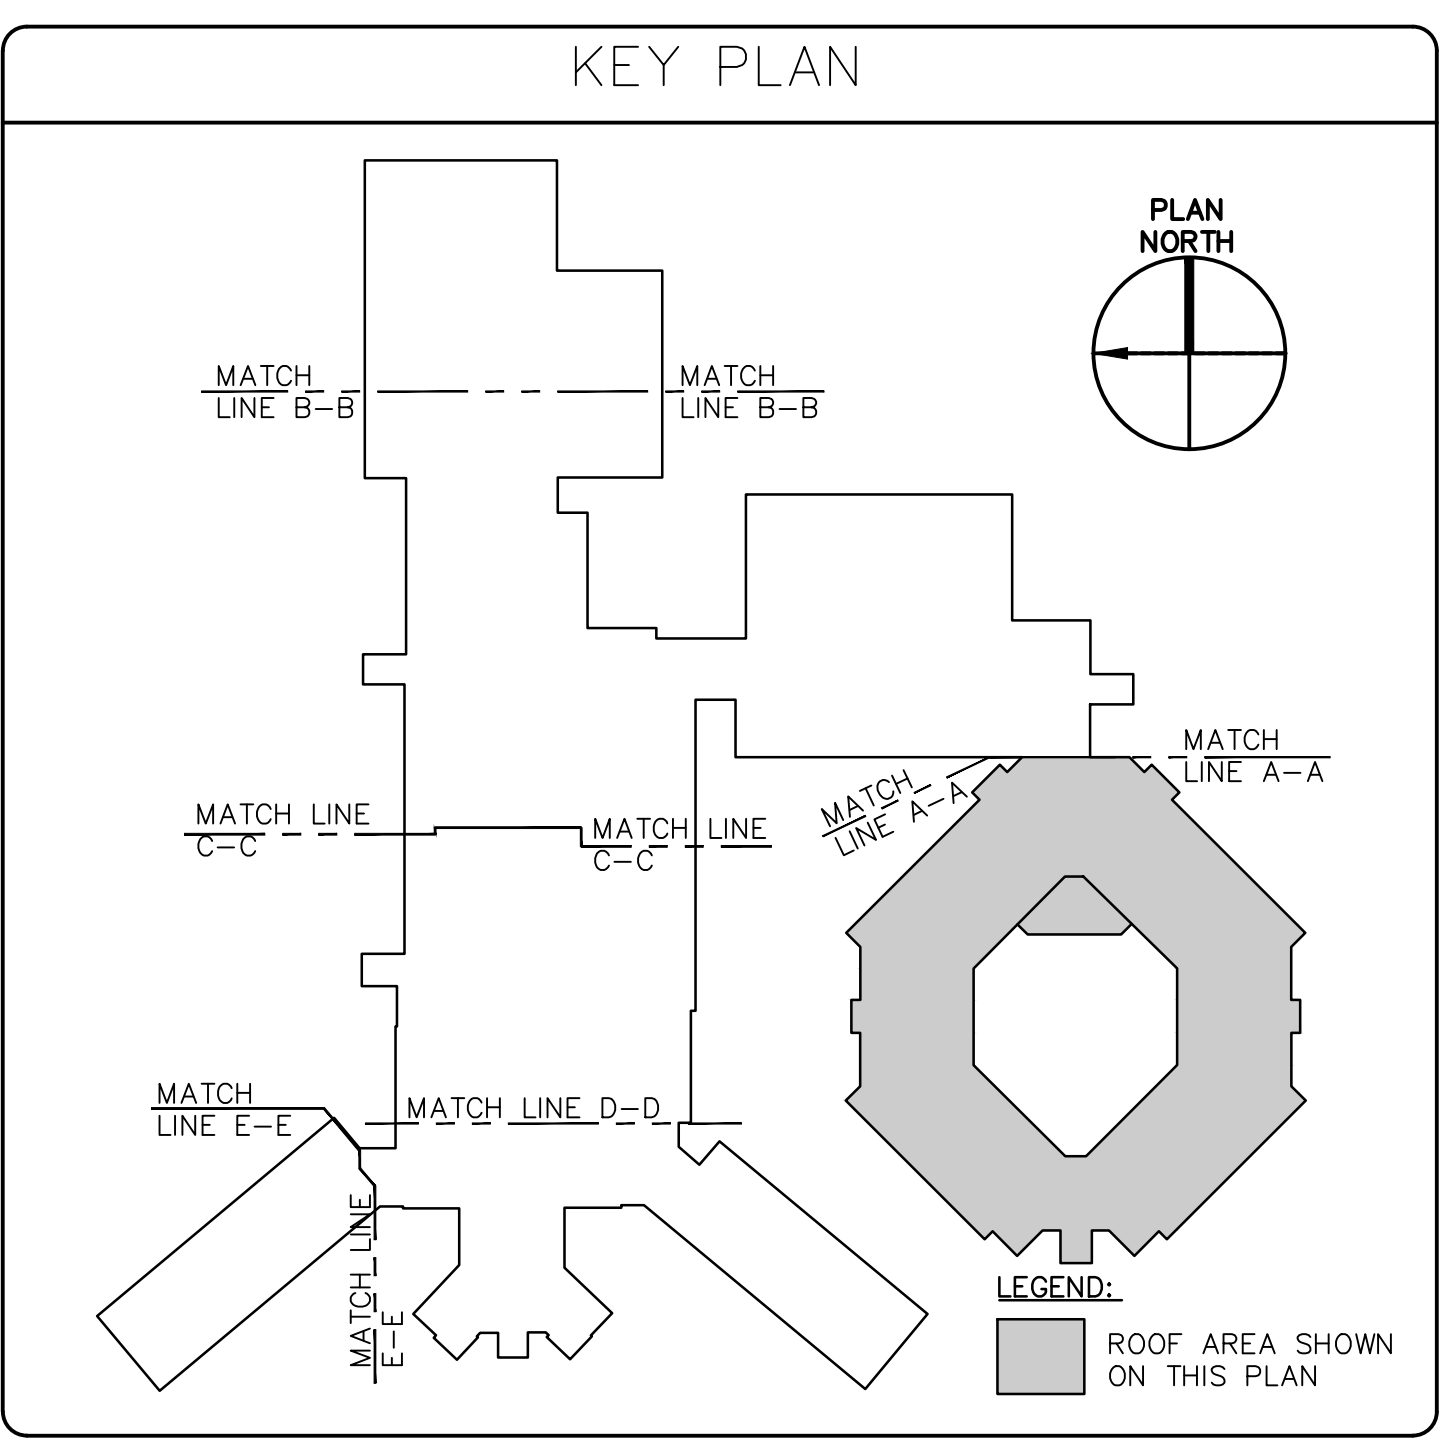 KEY PLAN
PLAN
NORTH
MATCH
LINE B-B
MATCH
LINE B-B
MATCH
LINE A-A
MATCH
LINE A-A
MATCH LINE
C-C
MATCH LINE
C-C
MATCH
LINE E-E
MATCH LINE D-D
MATCH LINE
E-E
LEGEND:
ROOF AREA SHOWN
ON THIS PLAN